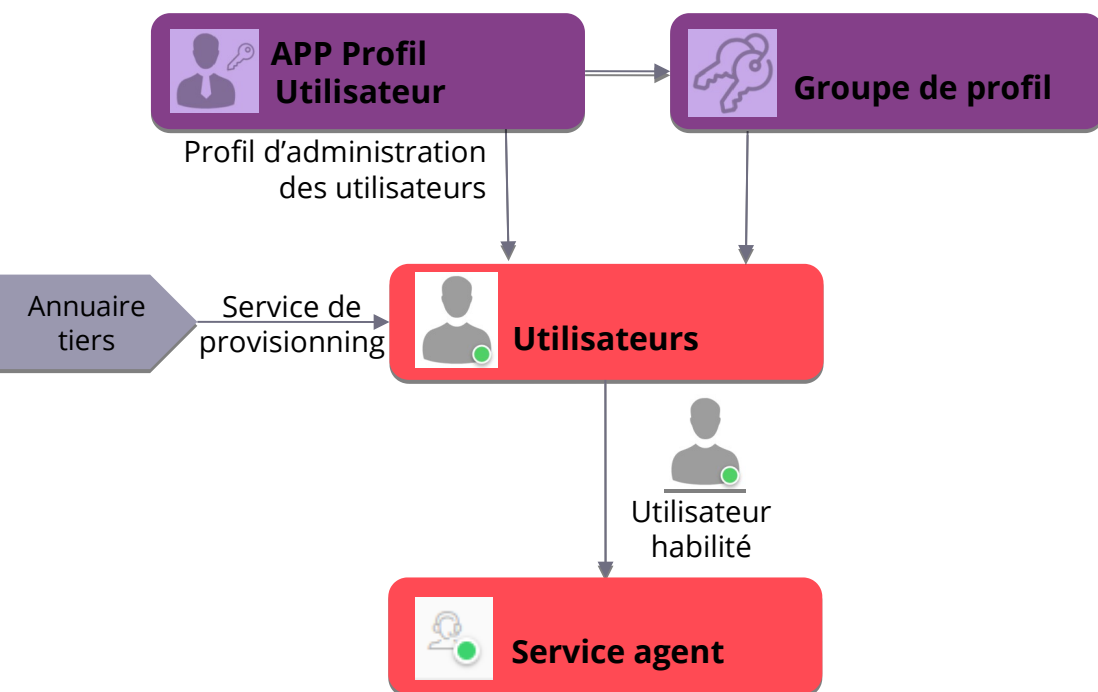 APP Profil
Utilisateur
Groupe de profil
Profil d’administration
des utilisateurs
Annuaire
tiers
Service de
provisionning
Utilisateurs
Utilisateur
habilité
Service agent